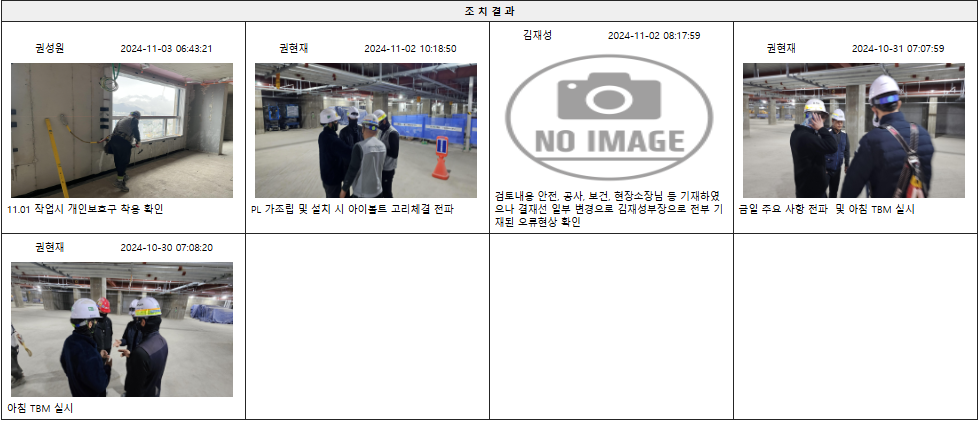 조 치 결 과
권성원 2024-11-03 06:43:21
11.01 작업시 개인보호구 착용 확인
권현재 2024-11-02 10:18:50
PL 가조립 및 설치 시 아이볼트 고리체결 전파
김재성 2024-11-02 08:17:59
NO IMAGE
검토내용 안전, 공사, 보건, 현장소장님 등 기재하였
으나 결재선 일부 변경으로 김재성부장으로 전부 기
재된 오류현상 확인
권현재 2024-10-31 07:07:59
금일 주요 사항 전파 및 아침 TBM 실시
권현재 2024-10-30 07:08:20
아침 TBM 실시